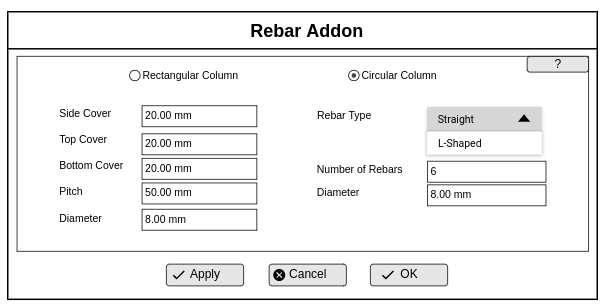 Rebar Addon
?
Rectangular Column
Circular Column
Side Cover 20.00 mm
Top Cover 20.00 mm
Bottom Cover 20.00 mm
Pitch 50.00 mm
Diameter 8.00 mm
Rebar Type Straight
L-Shaped
Number of Rebars 6
Diameter 8.00 mm
Apply
Cancel
OK